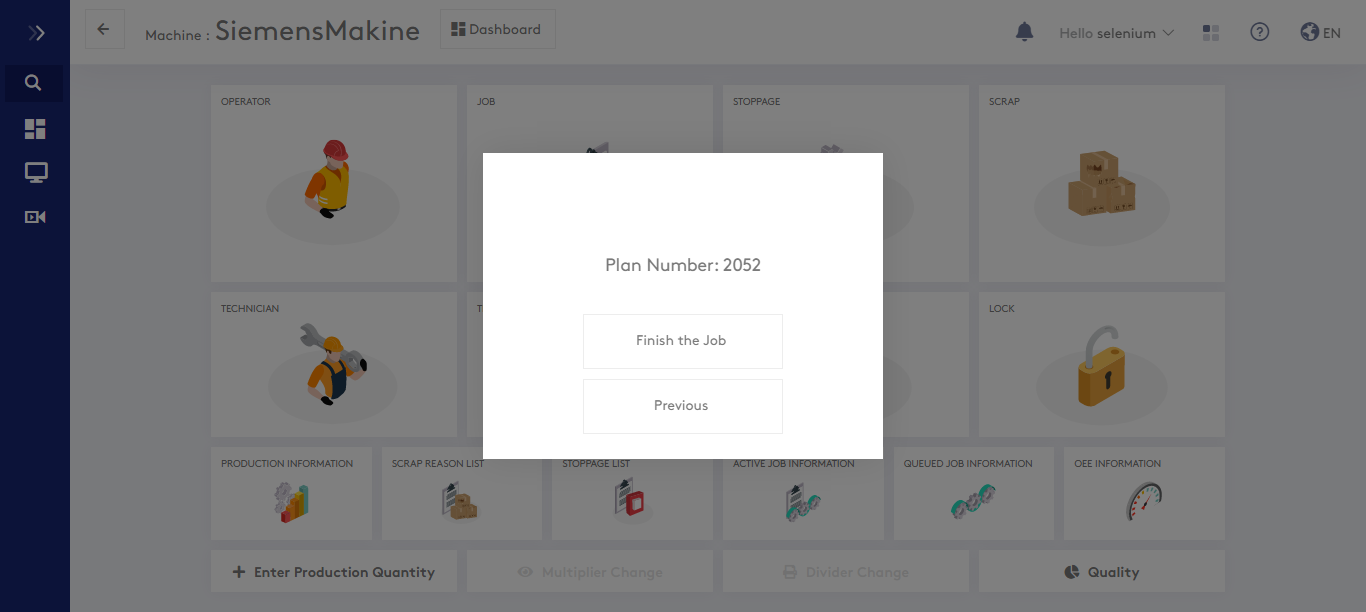 Machine : SiemensMakine
Dashboard
Hello selenium
EN
OPERATOR
JOB
STOPPAGE
SCRAP
Plan Number: 2052
Finish the Job
Previous
TECHNICIAN
LOCK
PRODUCTION INFORMATION
SCRAP REASON LIST
STOPPAGE LIST
ACTIVE JOB INFORMATION
QUEUED JOB INFORMATION
OEE INFORMATION
Enter Production Quantity
Multiplier Change
Divider Change
Quality